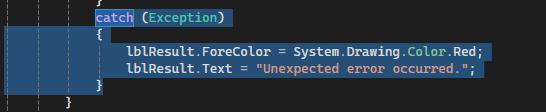 }
catch (Exception)
{
lblResult.ForeColor = System.Drawing.Color.Red;
lblResult.Text = "Unexpected error occurred.";
}
}